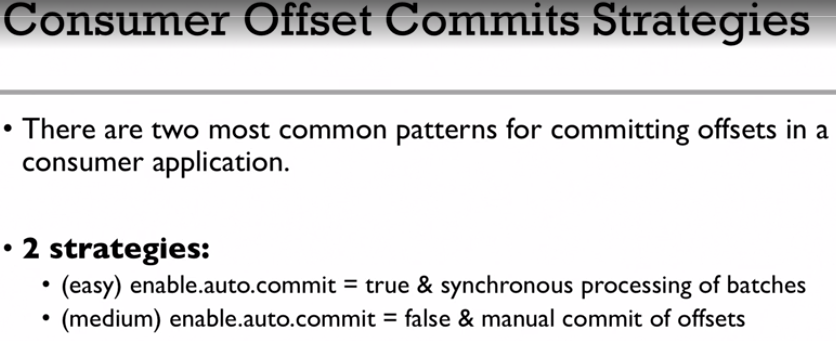 Consumer Offset Commits Strategies
• There are two most common patterns for committing offsets in a
consumer application.
• 2 strategies:
• (easy) enable.auto.commit = true & synchronous processing of batches
• (medium) enable.auto.commit = false & manual commit of offsets